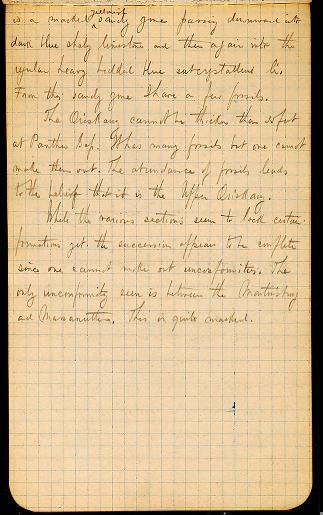 is a marked yellowish sandy zone passing downward into
dark blue shaly limestone and then again into the
regular heavy bedded blue subcrystalline ls.
From this sandy zone I have a few fossils.
The Oriskany cannot be thicker than 35 feet
at Panther Gap. It has many fossils but one cannot
make them out. The abundance of fossils leads
to the belief that it is the Upper Oriskany.
While the various sections seem to lack certain
formations yet the succession appears to be complete
since one cannot make out unconformities. The
only unconformity seen is between the
and. This is quite marked.